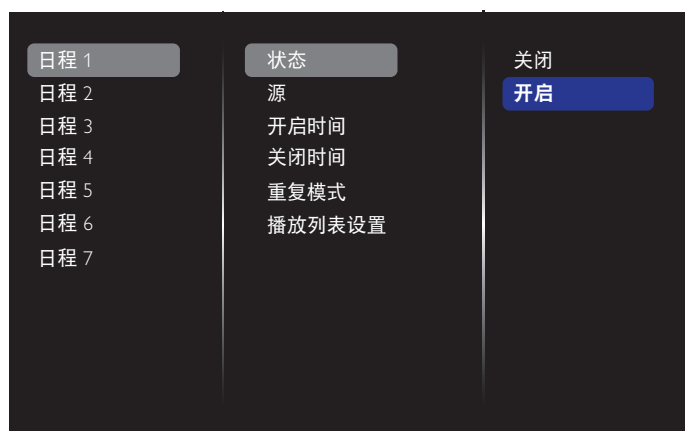 日程 1
日程 2
日程 3
日程 4
日程 5
日程 6
日程 7
状态
源
开启时间
关闭时间
重复模式
播放列表设置
关闭
开启